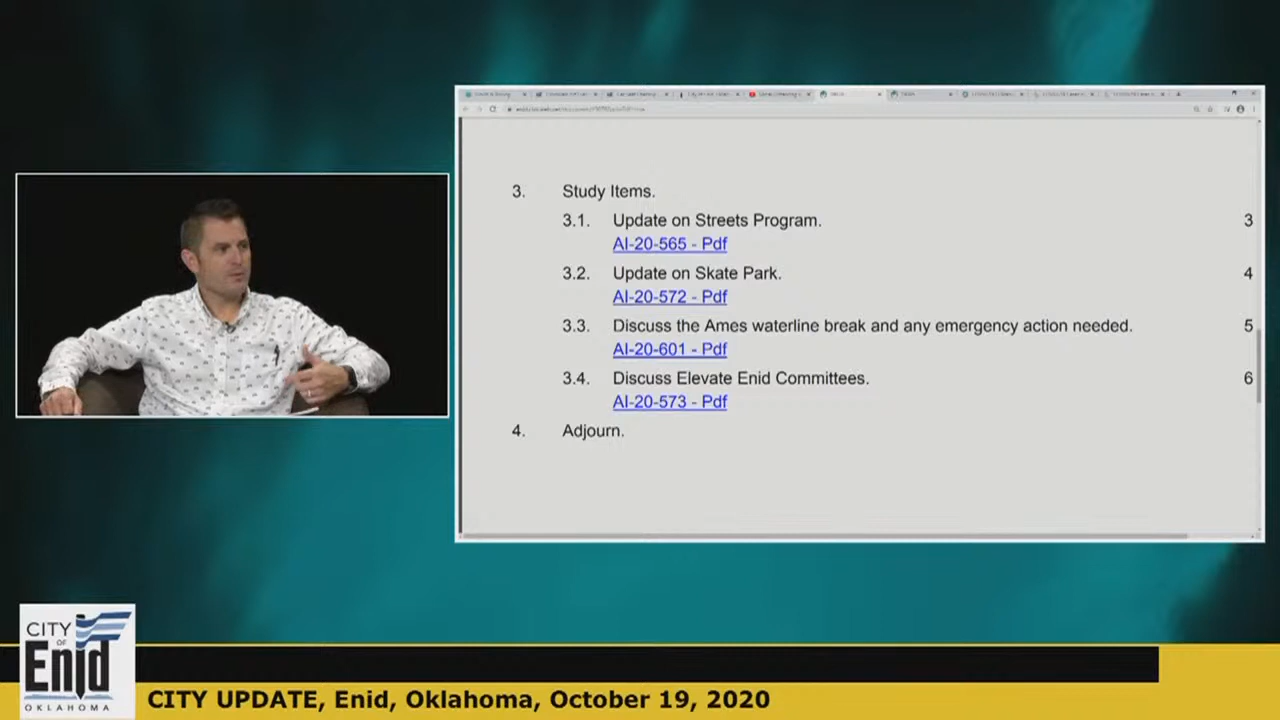 3. Study Items.
3.1. Update on Streets Program. 3
AI-20-565 - Pdf
3.2. Update on Skate Park. 4
AI-20-572 - Pdf
3.3. Discuss the Ames waterline break and any emergency action needed. 5
AI-20-601 - Pdf
3.4. Discuss Elevate Enid Committees. 6
AI-20-573 - Pdf
4. Adjourn.
CITY
OF
Enid
OKLAHOMA
CITY UPDATE, Enid, Oklahoma, October 19, 2020